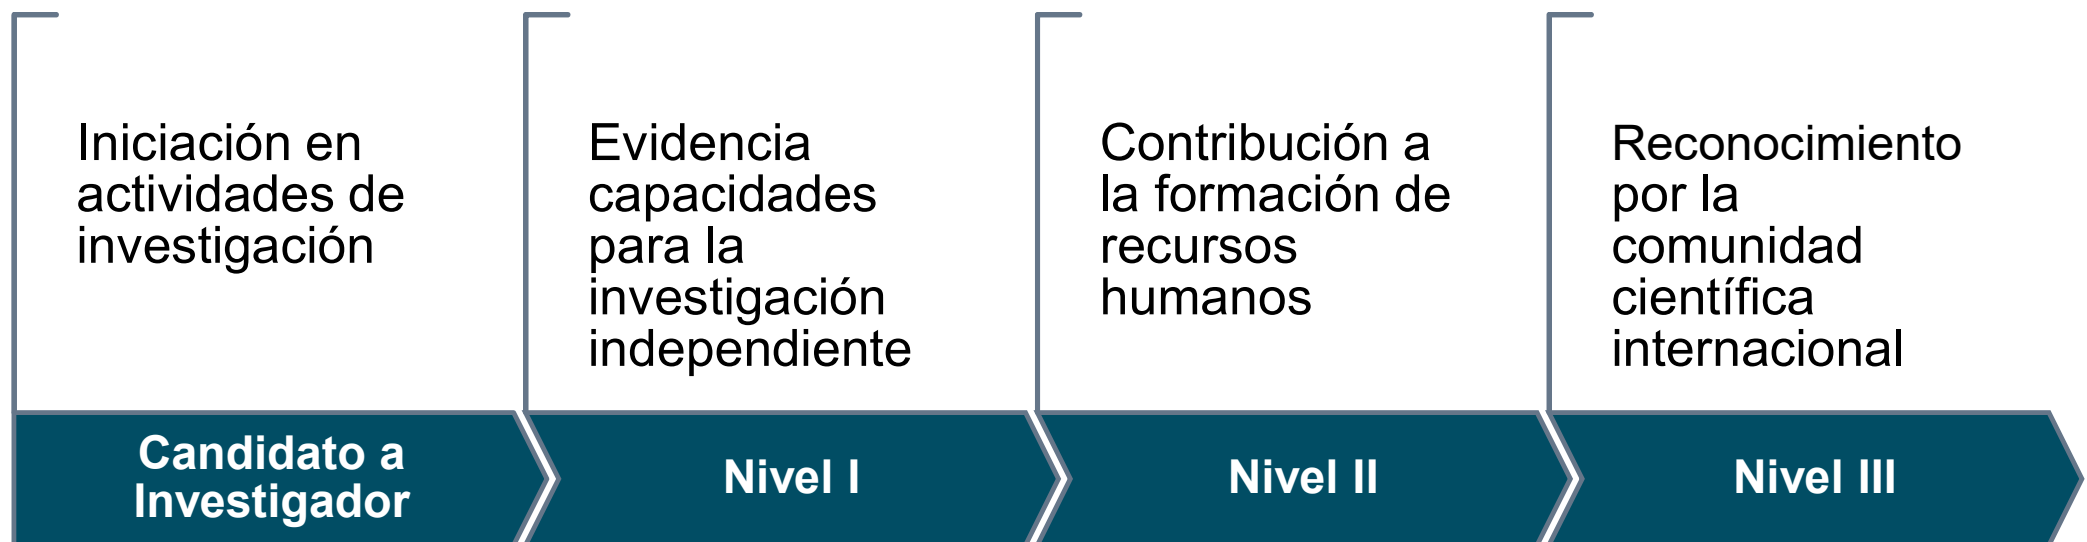 Iniciación en
actividades de
investigación
Candidato a
Investigador
Evidencia
capacidades
para la
investigación
independiente
Nivel I
Contribución a
la formación de
recursos
humanos
Nivel II
Reconocimiento
por la
comunidad
científica
internacional
Nivel III